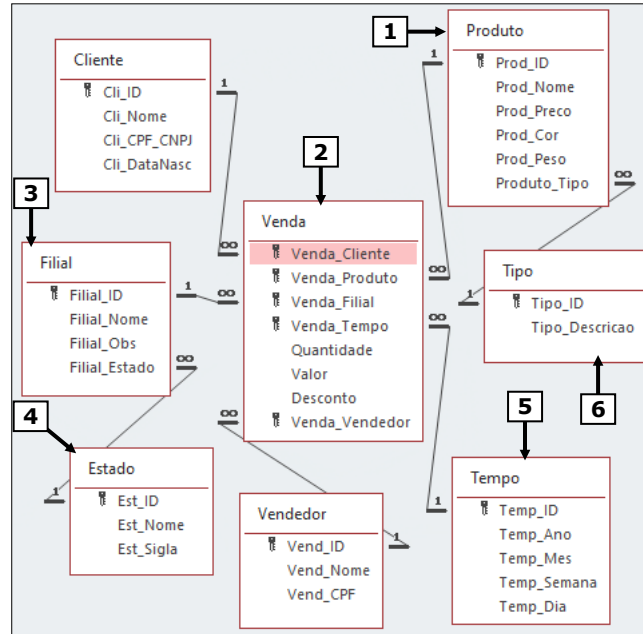 1
Produto
Prod_ID
Prod_Nome
Prod_Preco
Prod_Cor
Prod_Peso
Produto_Tipo
1
∞
Cliente
Cli_ID
Cli_Nome
Cli_CPF_CNPJ
Cli_DataNasc
1
∞
2
Venda
Venda_Cliente
Venda_Produto
Venda_Filial
Venda_Tempo
Quantidade
Valor
Desconto
Venda_Vendedor
∞
∞
∞
∞
3
Filial
Filial_ID
Filial_Nome
Filial_Obs
Filial_Estado
1
∞
Tipo
Tipo_ID
Tipo_Descricao
1
6
4
Estado
Est_ID
Est_Nome
Est_Sigla
1
Vendedor
Vend_ID
Vend_Nome
Vend_CPF
1
5
Tempo
Temp_ID
Temp_Ano
Temp_Mes
Temp_Semana
Temp_Dia
1